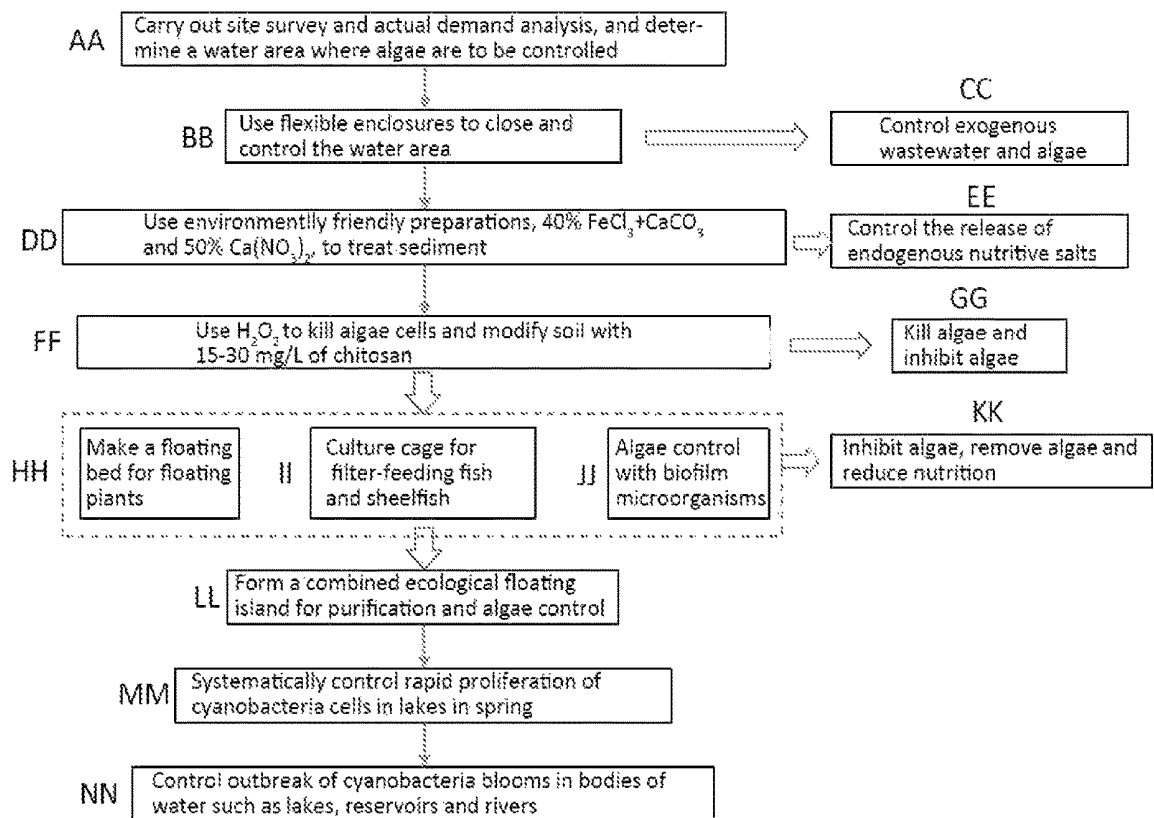 AA
Carry out site survey and actual demand analysis, and deter-
mine a water area where algae are to be controlled
BB
Use flexible enclosures to close and
control the water area
CC
Control exogenous
wastewater and algae
DD
Use environmentlly friendly preparations, 40% FeCl₃+CaCO₃
and 50% Ca(NO₃)₂, to treat sediment
EE
Control the release of
endogenous nutritive salts
FF
Use H₂O₂ to kill algae cells and modify soil with
15-30 mg/L of chitosan
GG
Kill algae and
inhibit algae
HH
Make a floating
bed for floating
plants
II
Culture cage for
filter-feeding fish
and sheelfish
JJ
Algae control
with biofilm
microorganisms
KK
Inhibit algae, remove algae and
reduce nutrition
LL
Form a combined ecological floating
island for purification and algae control
MM
Systematically control rapid proliferation of
cyanobacteria cells in lakes in spring
NN
Control outbreak of cyanobacteria blooms in bodies of
water such as lakes, reservoirs and rivers